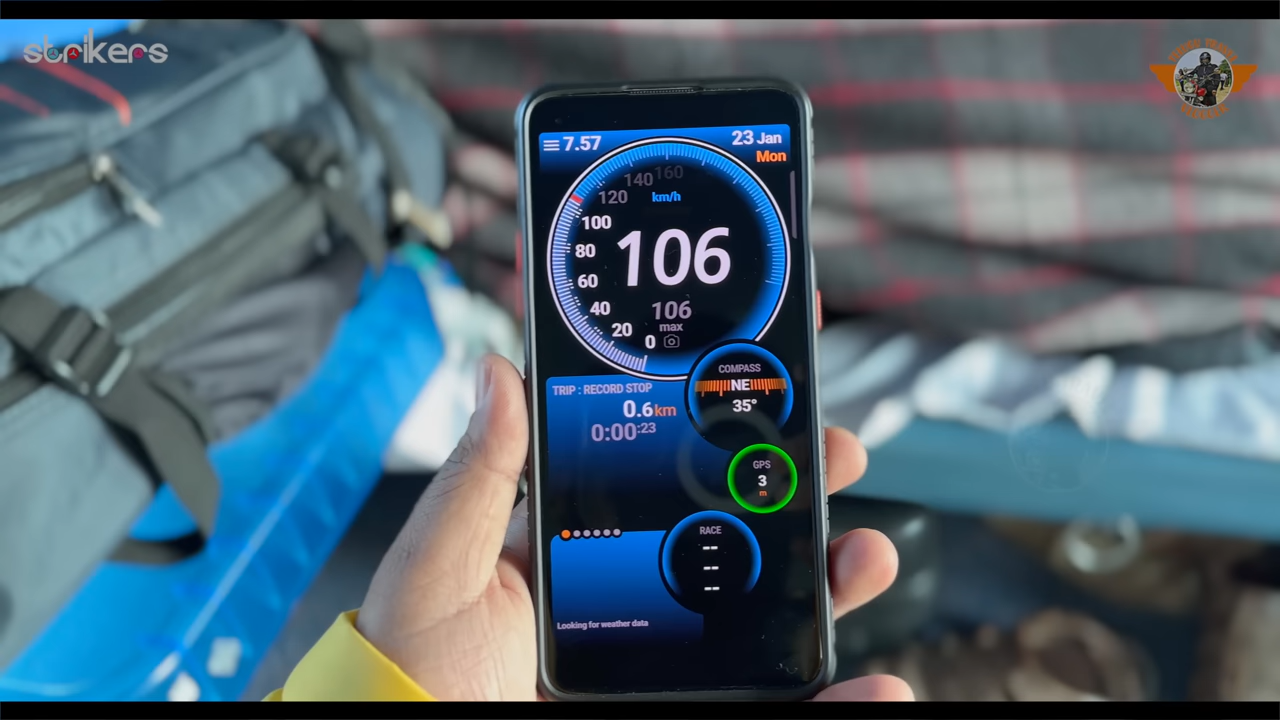 strikers
7.57
23 Jan
Mon
140 160
120
km/h
100
80
60
40
20
0
106
106
max
COMPASS
NE
35°
TRIP : RECORD STOP
0.6km
0:00:23
GPS
3
m
RACE
--
--
--
Looking for weather data